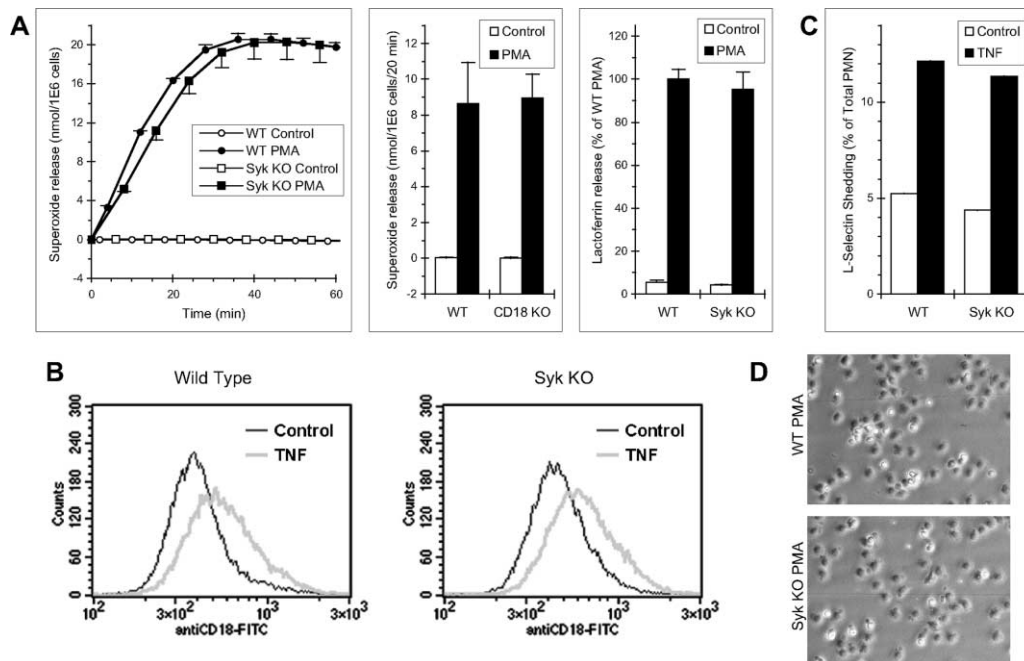 A
Superoxide release (nmol/1E6 cells)
20
16
12
8
4
0
-4
WT Control
WT PMA
Syk KO Control
Syk KO PMA
0 20 40 60
Time (min)
Superoxide release (nmol/1E6 cells/20 min)
Control
PMA
14
12
10
8
6
4
2
0
-2
WT CD18 KO
Lactoferrin release (% of WT PMA)
Control
PMA
120
100
80
60
40
20
0
WT Syk KO
C
L-Selectin Shedding (% of Total PMN)
Control
TNF
10
5
0
WT Syk KO
B
Wild Type
Counts
300
240
180
120
60
0
Control
TNF
10² 3×10² 10³ 3×10³
antiCD18-FITC
Syk KO
Counts
300
240
180
120
60
0
Control
TNF
10² 3×10² 10³ 3×10³
antiCD18-FITC
D
WT PMA
Syk KO PMA